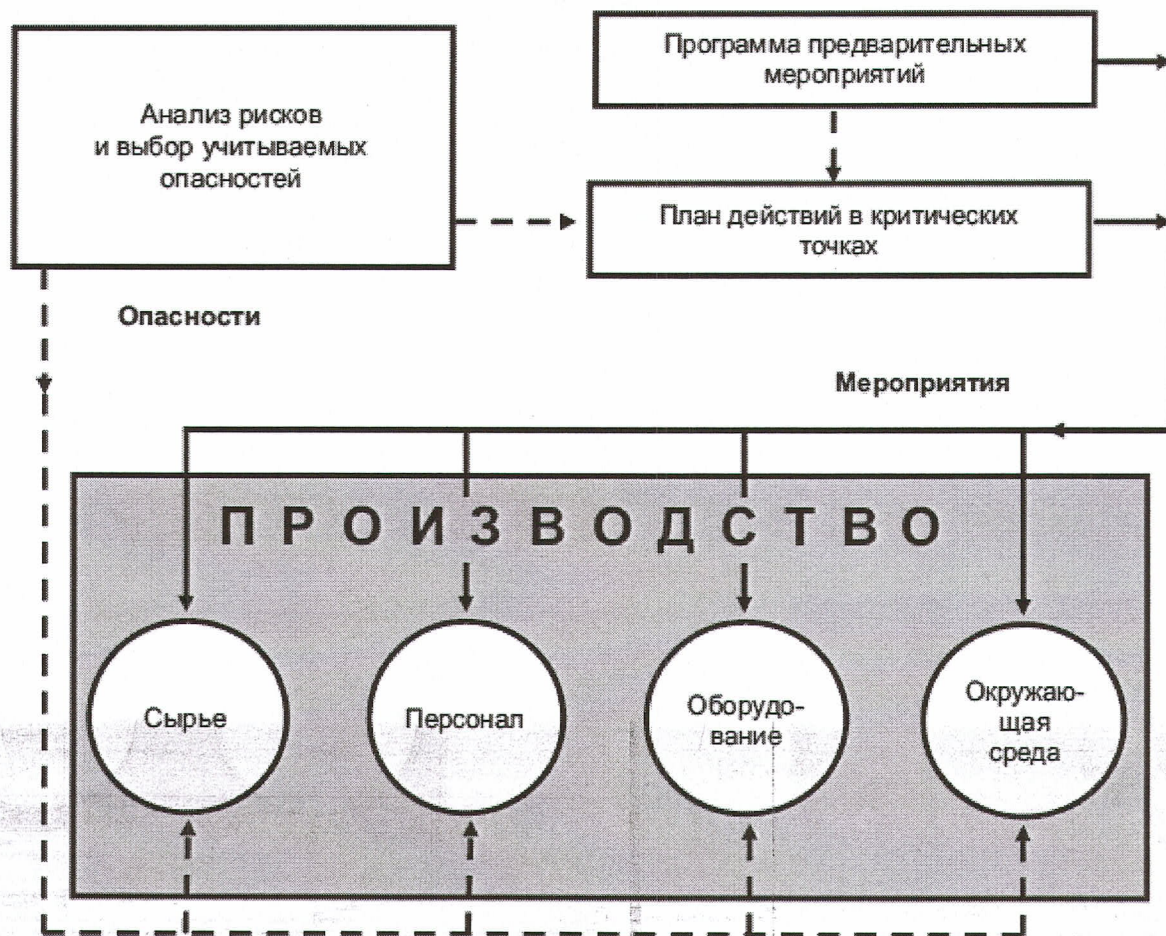 Анализ рисков
и выбор учитываемых
опасностей
Программа предварительных
мероприятий
План действий в критических
точках
Опасности
Мероприятия
ПРОИЗВОДСТВО
Сырье
Персонал
Оборудо-
вание
Окружаю-
щая
среда